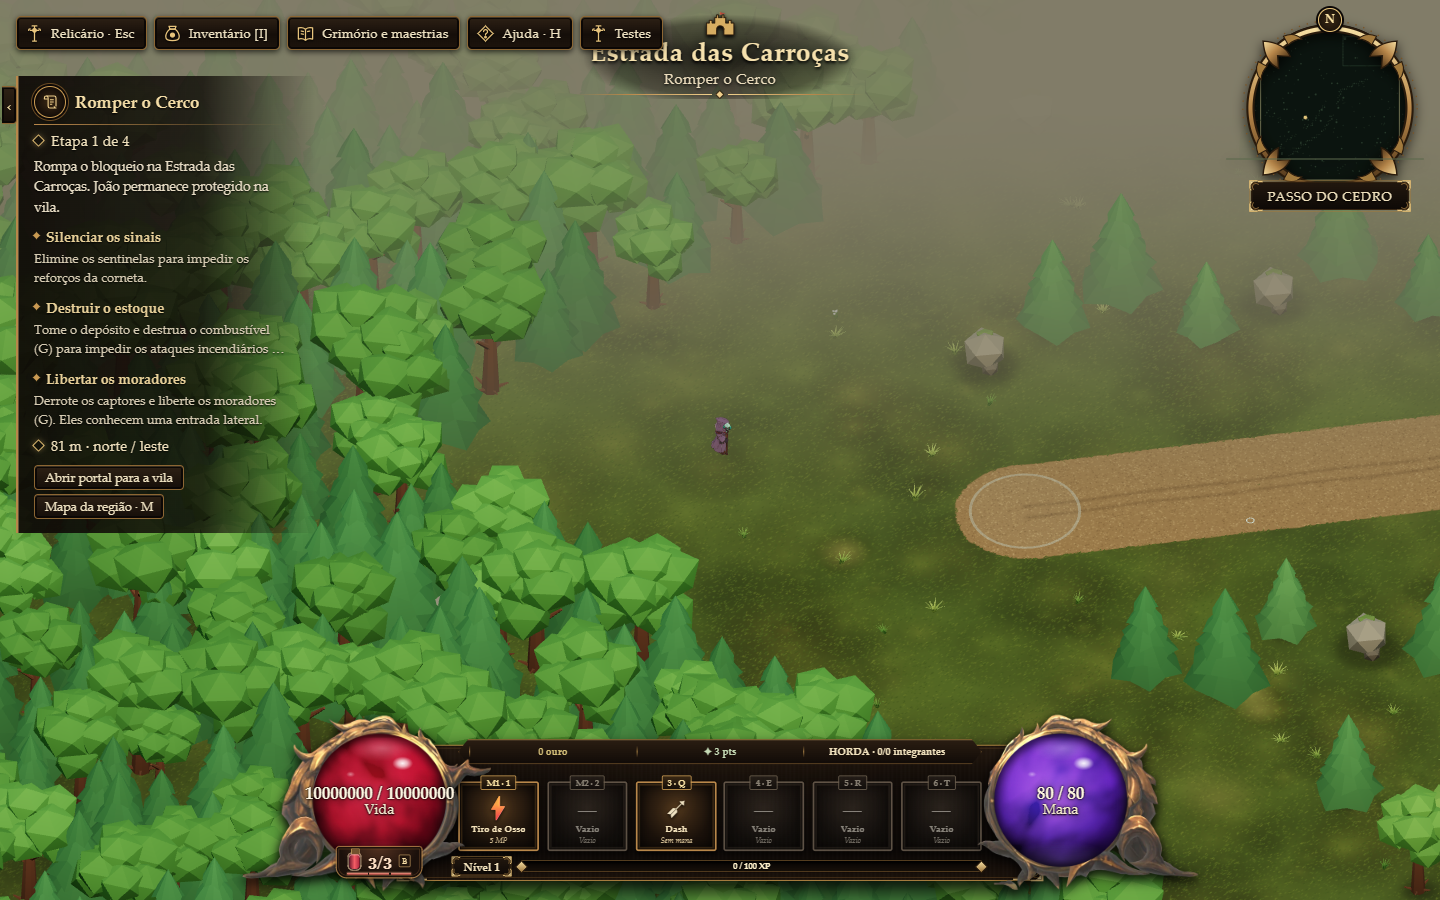 Relicário · Esc
Inventário [I]
Grimório e maestrias
Ajuda · H
Testes
Estrada das Carroças
Romper o Cerco
N
PASSO DO CEDRO
‹
Romper o Cerco
Etapa 1 de 4
Rompa o bloqueio na Estrada das
Carroças. João permanece protegido na
vila.
Silenciar os sinais
Elimine os sentinelas para impedir os
reforços da corneta.
Destruir o estoque
Tome o depósito e destrua o combustível
(G) para impedir os ataques incendiários ...
Libertar os moradores
Derrote os captores e liberte os moradores
(G). Eles conhecem uma entrada lateral.
81 m · norte / leste
Abrir portal para a vila
Mapa da região · M
0 ouro
3 pts
HORDA · 0/0 integrantes
10000000 / 10000000
Vida
3/3 B
M1 · 1
Tiro de Osso
5 MP
M2 · 2
—
Vazio
Vazio
3 · Q
Dash
Sem mana
4 · E
—
Vazio
Vazio
5 · R
—
Vazio
Vazio
6 · T
—
Vazio
Vazio
80 / 80
Mana
Nível 1
0 / 100 XP